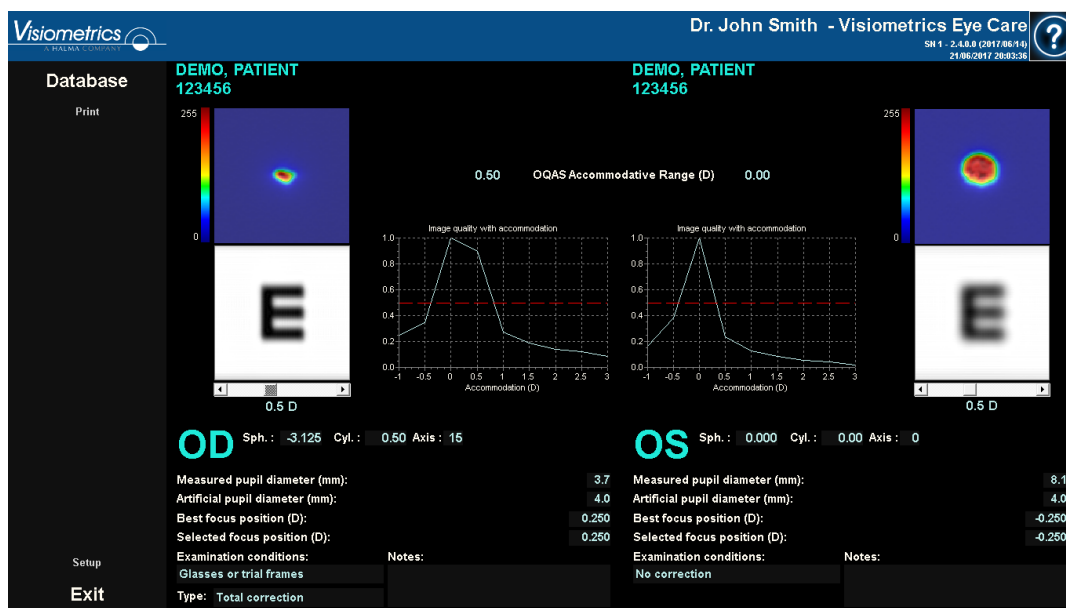 Visiometrics
A HALMA COMPANY
Dr. John Smith - Visiometrics Eye Care
SN 1 - 2.4.0.0 (2017/06/14)
21/06/2017 20:03:36
?
Database
Print
Setup
Exit
DEMO, PATIENT
123456
255
0
E
0.5 D
0.50 OQAS Accommodative Range (D) 0.00
Image quality with accommodation
1.0
0.8
0.6
0.4
0.2
0.0
-1 -0.5 0 0.5 1 1.5 2 2.5 3
Accommodation (D)
OD Sph. : -3.125 Cyl. : 0.50 Axis : 15
Measured pupil diameter (mm): 3.7
Artificial pupil diameter (mm): 4.0
Best focus position (D): 0.250
Selected focus position (D): 0.250
Examination conditions: Notes:
Glasses or trial frames
Type: Total correction
DEMO, PATIENT
123456
255
0
E
0.5 D
Image quality with accommodation
1.0
0.8
0.6
0.4
0.2
0.0
-1 -0.5 0 0.5 1 1.5 2 2.5 3
Accommodation (D)
OS Sph. : 0.000 Cyl. : 0.00 Axis : 0
Measured pupil diameter (mm): 8.1
Artificial pupil diameter (mm): 4.0
Best focus position (D): -0.250
Selected focus position (D): -0.250
Examination conditions: Notes:
No correction